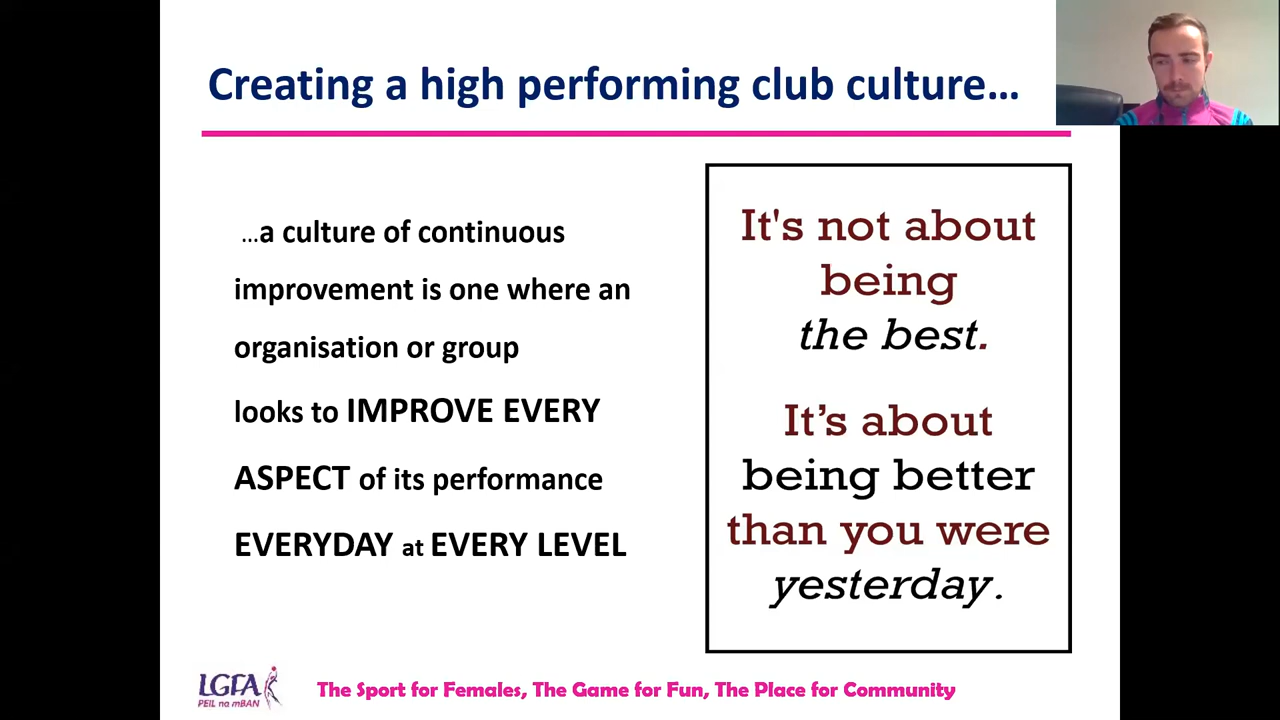 Creating a high performing club culture...
...a culture of continuous
improvement is one where an
organisation or group
looks to IMPROVE EVERY
ASPECT of its performance
EVERYDAY at EVERY LEVEL
It's not about
being
the best.
It's about
being better
than you were
yesterday.
LGFA
PEIL na mBAN
The Sport for Females, The Game for Fun, The Place for Community